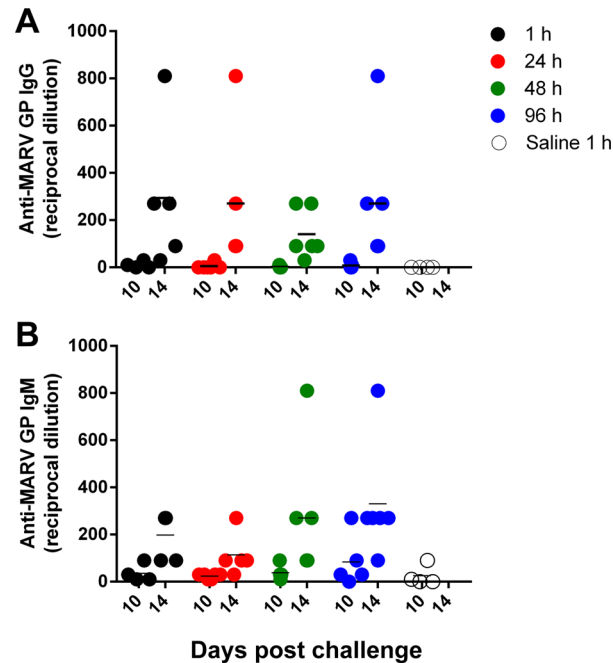 A
Anti-MARV GP IgG
(reciprocal dilution)
1000
800
600
400
200
0
10
14
10
14
10
14
10
14
10
14
1 h
24 h
48 h
96 h
Saline 1 h
B
Anti-MARV GP IgM
(reciprocal dilution)
1000
800
600
400
200
0
10
14
10
14
10
14
10
14
10
14
Days post challenge